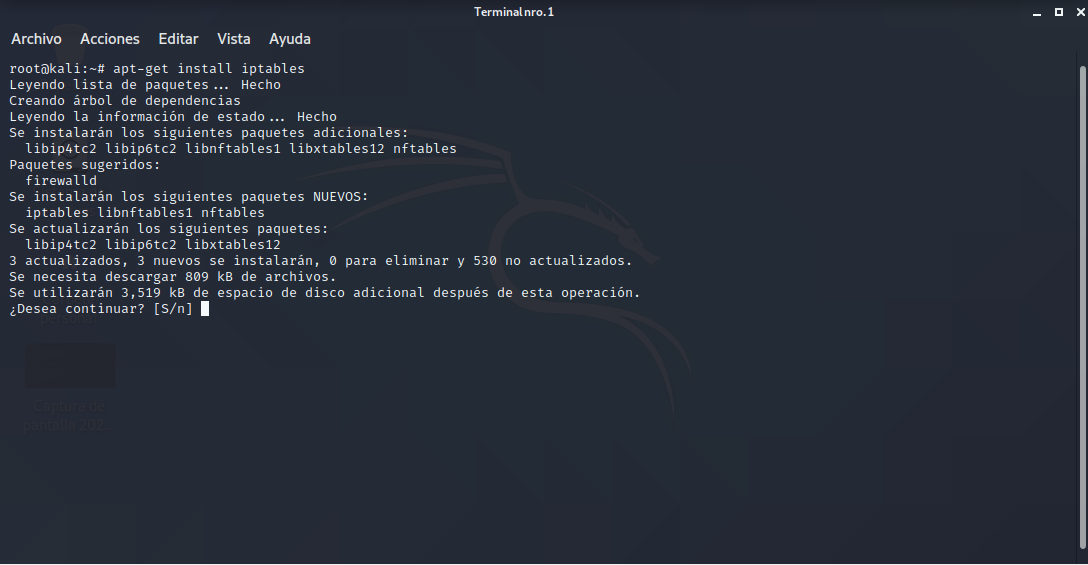 Terminal nro. 1
Archivo Acciones Editar Vista Ayuda
root@kali:~# apt-get install iptables
Leyendo lista de paquetes... Hecho
Creando árbol de dependencias
Leyendo la información de estado... Hecho
Se instalarán los siguientes paquetes adicionales:
libip4tc2 libip6tc2 libnftables1 libxtables12 nftables
Paquetes sugeridos:
firewalld
Se instalarán los siguientes paquetes NUEVOS:
iptables libnftables1 nftables
Se actualizarán los siguientes paquetes:
libip4tc2 libip6tc2 libxtables12
3 actualizados, 3 nuevos se instalarán, 0 para eliminar y 530 no actualizados.
Se necesita descargar 809 kB de archivos.
Se utilizarán 3,519 kB de espacio de disco adicional después de esta operación.
¿Desea continuar? [S/n]
Captura de
pantalla 202...